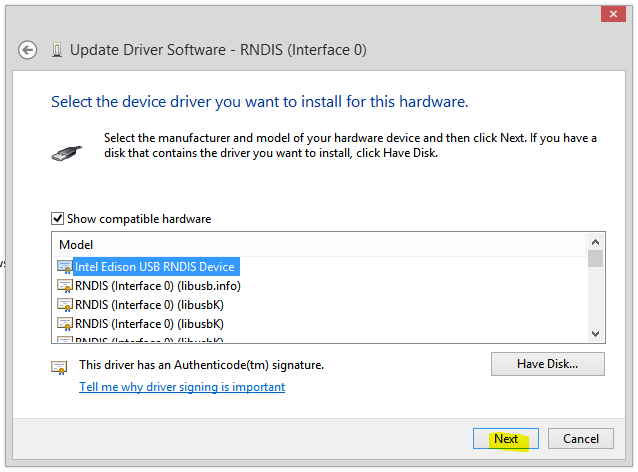 Update Driver Software - RNDIS (Interface 0)
Select the device driver you want to install for this hardware.
Select the manufacturer and model of your hardware device and then click Next. If you have a
disk that contains the driver you want to install, click Have Disk.
Show compatible hardware
Model
Intel Edison USB RNDIS Device
RNDIS (Interface 0) (libusb.info)
RNDIS (Interface 0) (libusbK)
RNDIS (Interface 0) (libusbK)
RNDIS (Interface 0) (libusbK)
This driver has an Authenticode(tm) signature.
Have Disk...
Tell me why driver signing is important
Next
Cancel